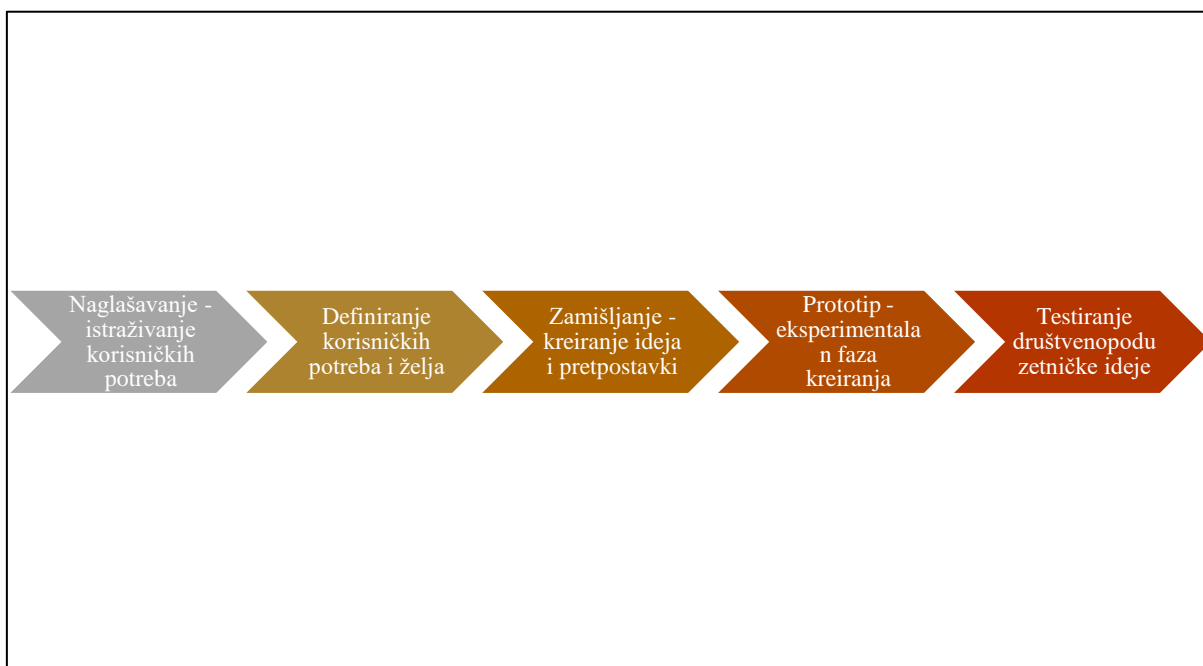 Naglašavanje -
istraživanje
korisničkih
potreba
Definiranje
korisničkih
potreba i želja
Zamišljanje -
kreiranje ideja
i pretpostavki
Prototip -
eksperimentala
n faza
kreiranja
Testiranje
društvenopodu
zetničke ideje